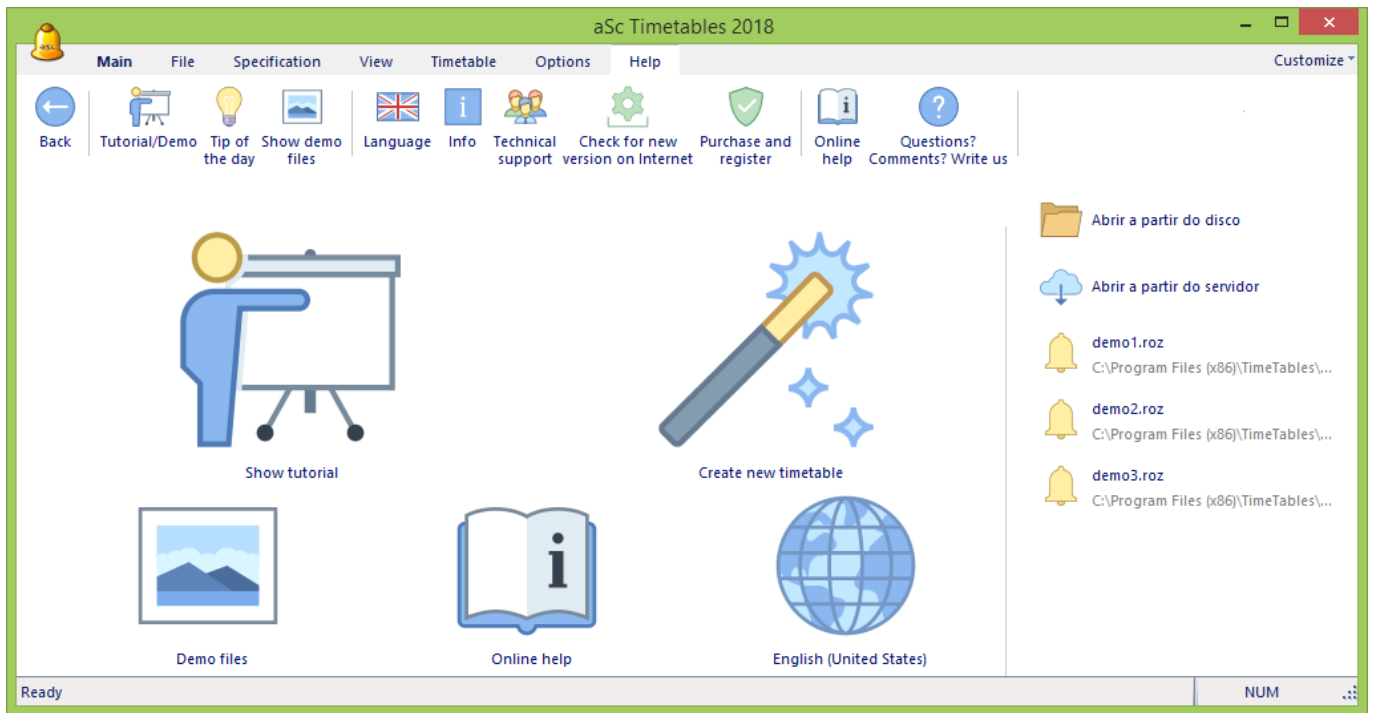 aSc Timetables 2018
aSc
Main File Specification View Timetable Options Help Customize
Back Tutorial/Demo Tip of Show demo Language Info Technical Check for new Purchase and Online Questions?
the day files support version on Internet register help Comments? Write us
Abrir a partir do disco
Abrir a partir do servidor
demo1.roz
C:\Program Files (x86)\TimeTables\...
demo2.roz
C:\Program Files (x86)\TimeTables\...
demo3.roz
C:\Program Files (x86)\TimeTables\...
Show tutorial Create new timetable
Demo files Online help English (United States)
Ready NUM